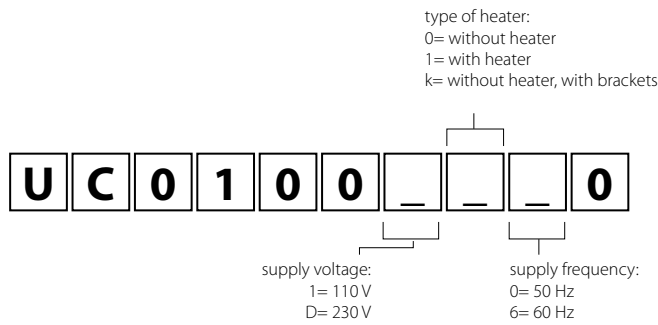 type of heater:
0= without heater
1= with heater
k= without heater, with brackets
U C 0 1 0 0 _ _ _ 0
supply voltage:
1= 110 V
D= 230 V
supply frequency:
0= 50 Hz
6= 60 Hz